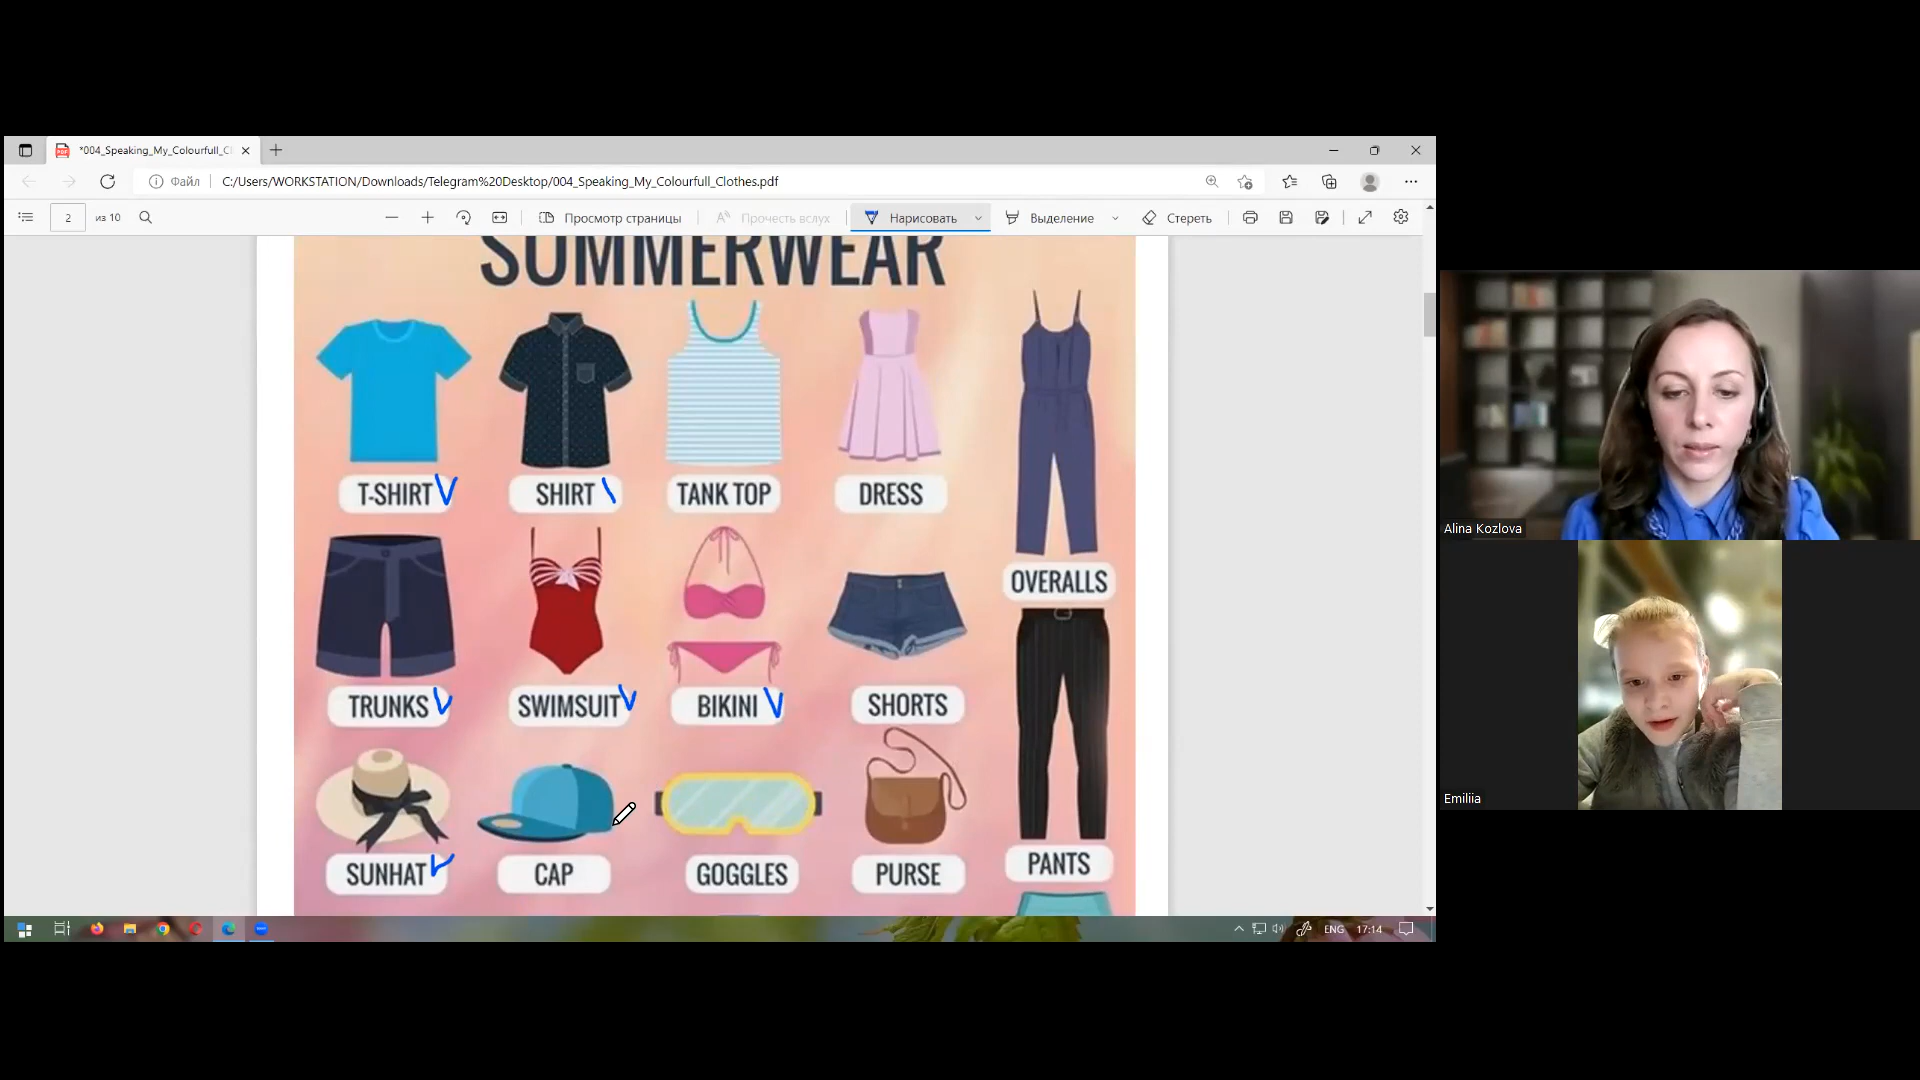 *004_Speaking_My_Colourfull_C
Файл
C:/Users/WORKSTATION/Downloads/Telegram%20Desktop/004_Speaking_My_Colourfull_Clothes.pdf
2 из 10
Просмотр страницы
Прочесть вслух
Нарисовать
Выделение
Стереть
SUMMERWEAR
T-SHIRT
SHIRT
TANK TOP
DRESS
OVERALLS
TRUNKS
SWIMSUIT
BIKINI
SHORTS
SUNHAT
CAP
GOGGLES
PURSE
PANTS
ENG
17:14
Alina Kozlova
Emiliia